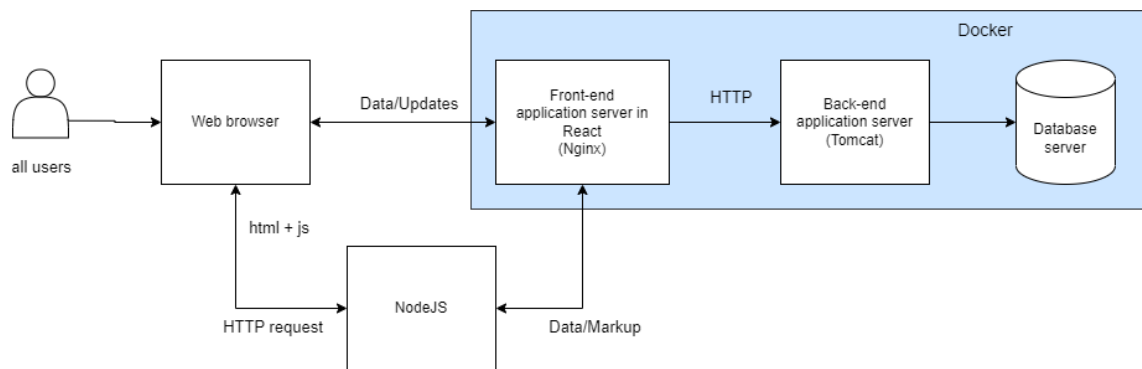 Docker
all users
Web browser
Data/Updates
Front-end
application server in
React
(Nginx)
HTTP
Back-end
application server
(Tomcat)
Database
server
html + js
HTTP request
NodeJS
Data/Markup